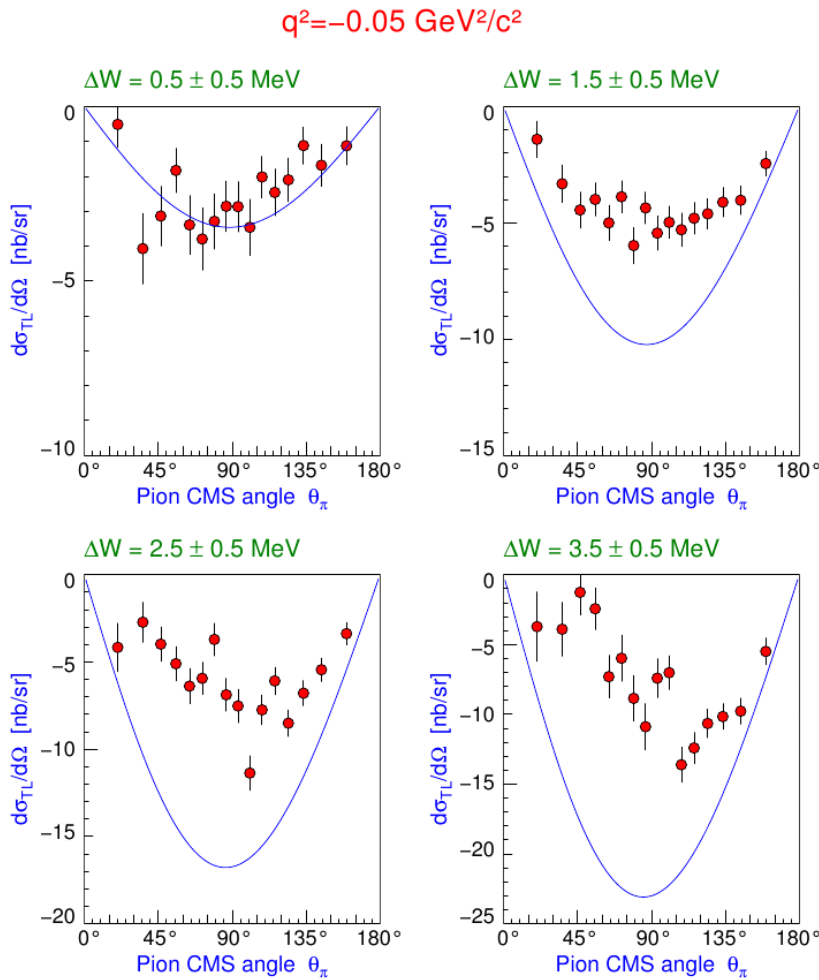 q²=−0.05 GeV²/c²
ΔW = 0.5 ± 0.5 MeV
0
−5
−10
dσTL/dΩ [nb/sr]
0° 45° 90° 135° 180°
Pion CMS angle θπ
ΔW = 1.5 ± 0.5 MeV
0
−5
−10
−15
dσTL/dΩ [nb/sr]
0° 45° 90° 135° 180°
Pion CMS angle θπ
ΔW = 2.5 ± 0.5 MeV
0
−5
−10
−15
−20
dσTL/dΩ [nb/sr]
0° 45° 90° 135° 180°
Pion CMS angle θπ
ΔW = 3.5 ± 0.5 MeV
0
−5
−10
−15
−20
−25
dσTL/dΩ [nb/sr]
0° 45° 90° 135° 180°
Pion CMS angle θπ